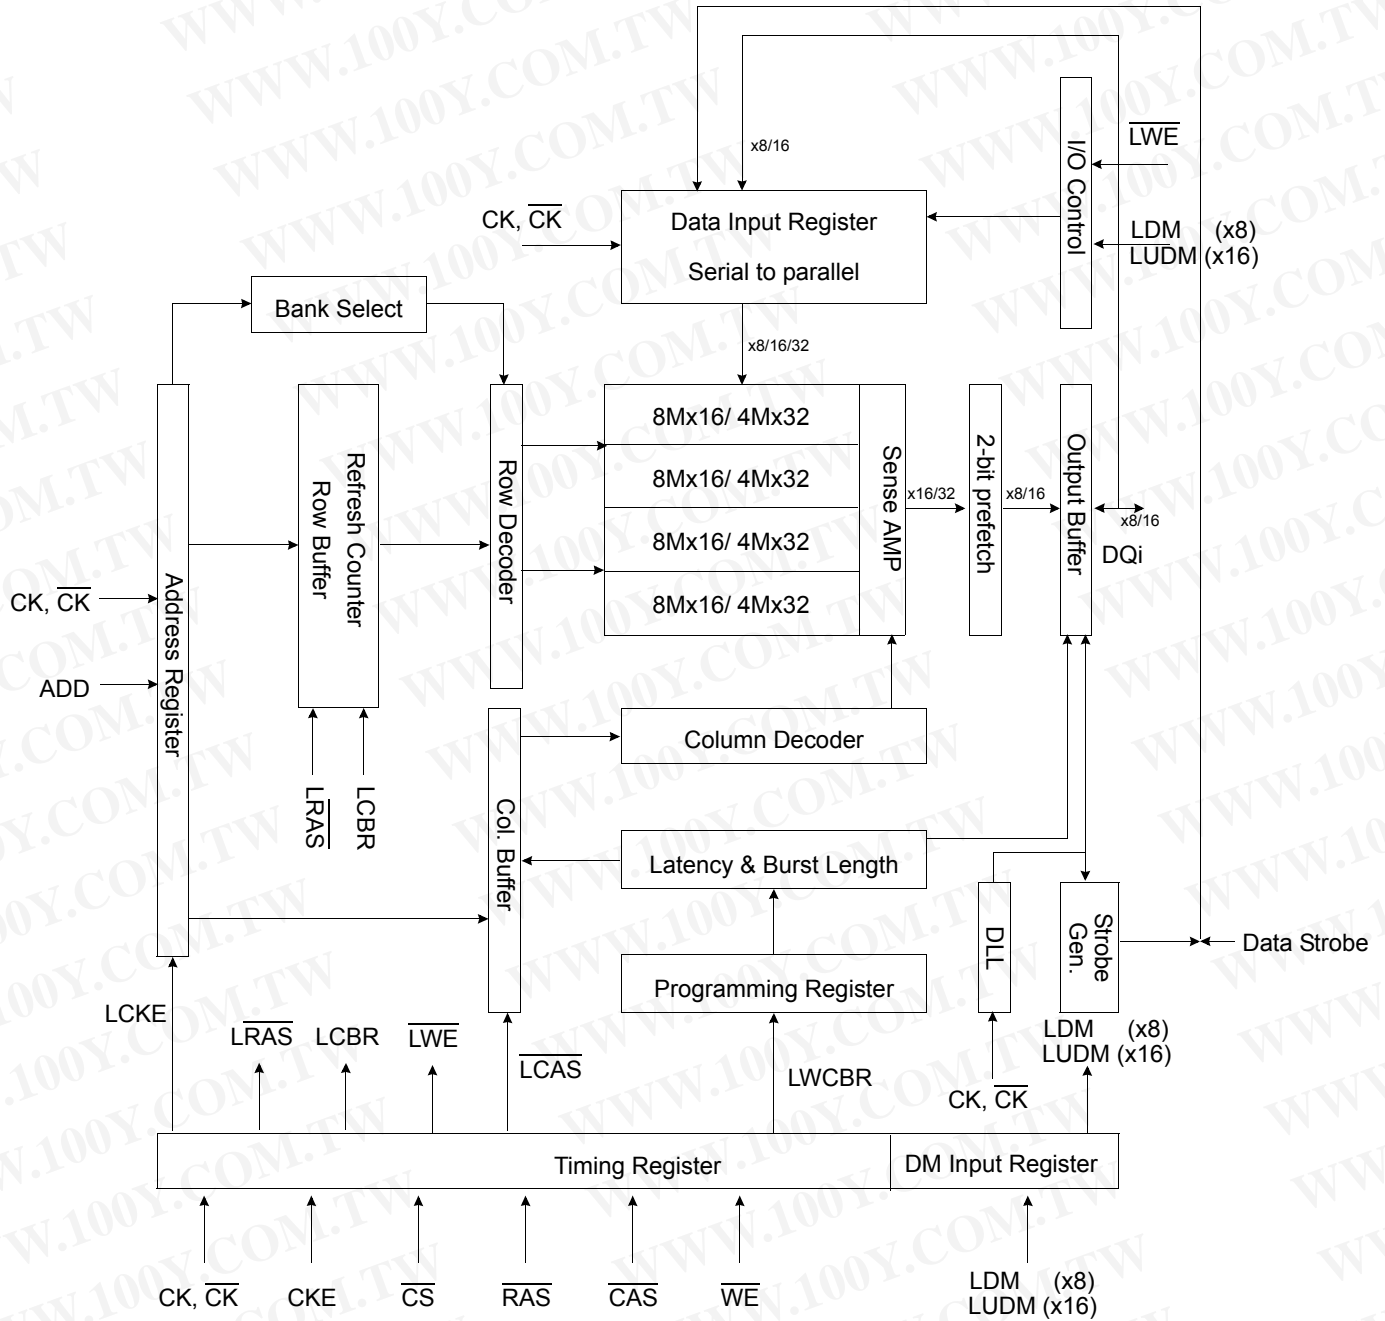 x8/16
LWE
I/O Control
CK, CK
Data Input Register
Serial to parallel
LDM (x8)
LUDM (x16)
Bank Select
x8/16/32
8Mx16/ 4Mx32
8Mx16/ 4Mx32
8Mx16/ 4Mx32
8Mx16/ 4Mx32
Refresh Counter
Row Buffer
Row Decoder
Sense AMP
x16/32
2-bit prefetch
x8/16
Output Buffer
x8/16
DQi
CK, CK
ADD
Address Register
LRAS
LCBR
Column Decoder
Col. Buffer
Latency & Burst Length
DLL
Strobe
Gen.
Data Strobe
Programming Register
LCKE
LRAS
LCBR
LWE
LCAS
LWCBR
CK, CK
LDM (x8)
LUDM (x16)
Timing Register
DM Input Register
CK, CK
CKE
CS
RAS
CAS
WE
LDM (x8)
LUDM (x16)
WWW.100Y.COM.TW